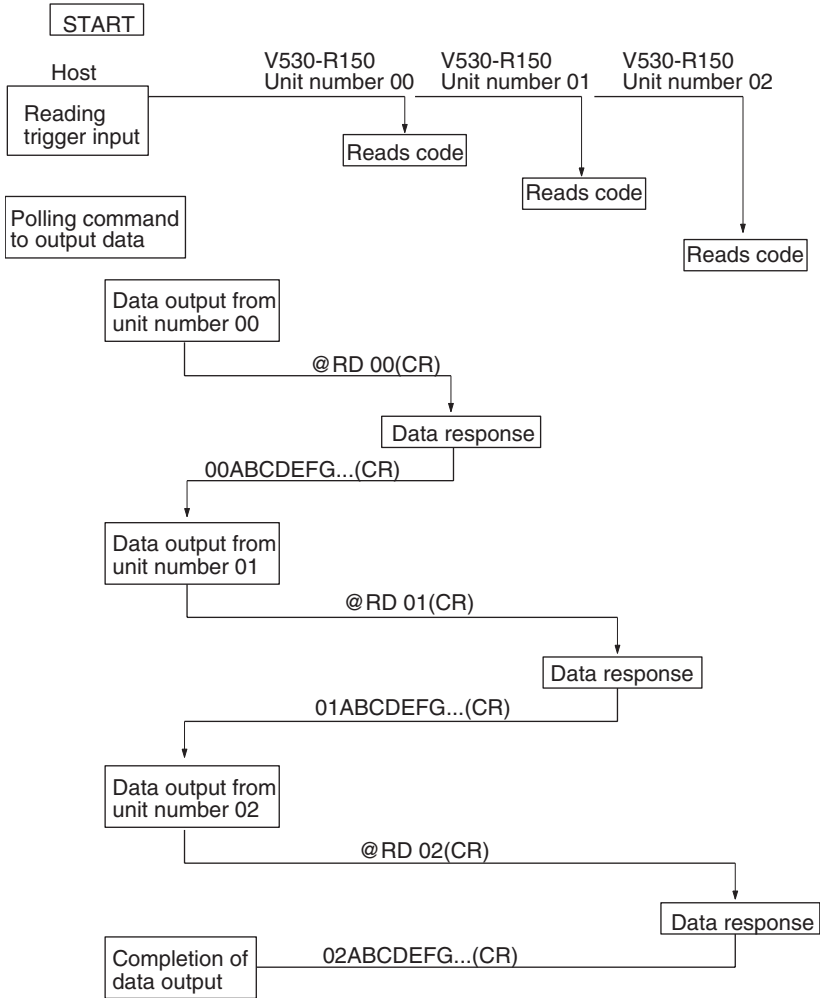 START
Host
V530-R150
Unit number 00
V530-R150
Unit number 01
V530-R150
Unit number 02
Reading
trigger input
Reads code
Reads code
Reads code
Polling command
to output data
Data output from
unit number 00
@RD 00(CR)
Data response
00ABCDEFG...(CR)
Data output from
unit number 01
@RD 01(CR)
Data response
01ABCDEFG...(CR)
Data output from
unit number 02
@RD 02(CR)
Data response
02ABCDEFG...(CR)
Completion of
data output